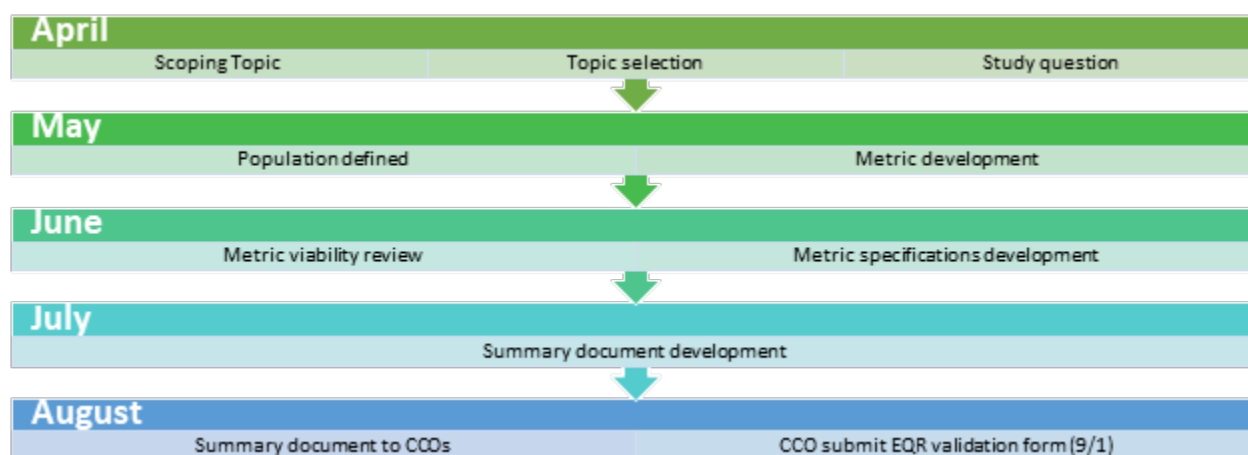 April
Scoping Topic Topic selection Study question
May
Population defined Metric development
June
Metric viability review Metric specifications development
July
Summary document development
August
Summary document to CCOs CCO submit EQR validation form (9/1)